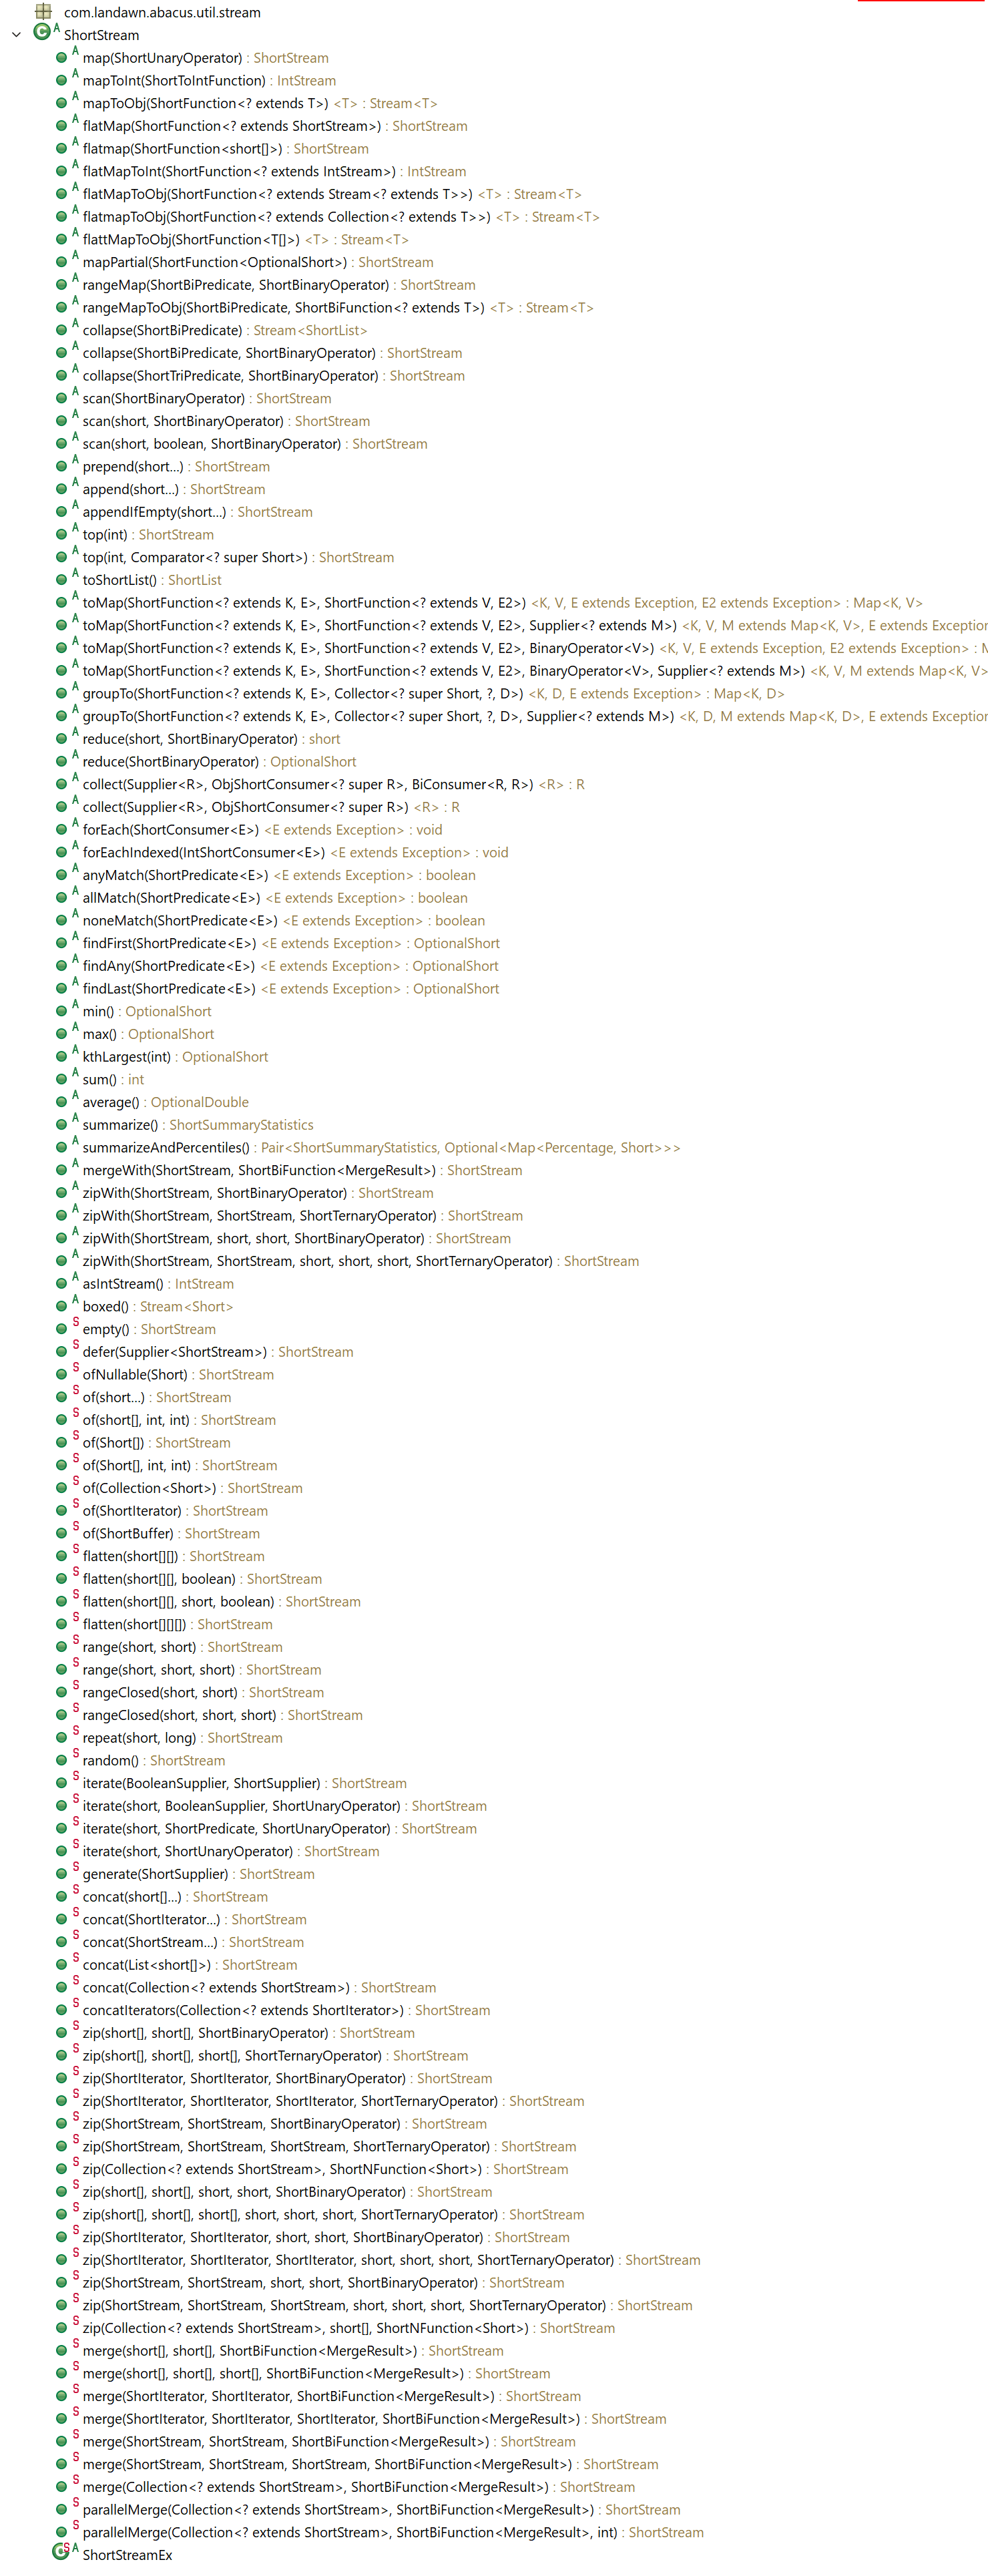 com.landawn.abacus.util.stream
ShortStream
map(ShortUnaryOperator) : ShortStream
mapToInt(ShortToIntFunction) : IntStream
mapToObj(ShortFunction<? extends T>) <T> : Stream<T>
flatMap(ShortFunction<? extends ShortStream>) : ShortStream
flatmap(ShortFunction<short[]>) : ShortStream
flatMapToInt(ShortFunction<? extends IntStream>) : IntStream
flatMapToObj(ShortFunction<? extends Stream<? extends T>>) <T> : Stream<T>
flatmapToObj(ShortFunction<? extends Collection<? extends T>>) <T> : Stream<T>
flattMapToObj(ShortFunction<T[]>) <T> : Stream<T>
mapPartial(ShortFunction<OptionalShort>) : ShortStream
rangeMap(ShortBiPredicate, ShortBinaryOperator) : ShortStream
rangeMapToObj(ShortBiPredicate, ShortBiFunction<? extends T>) <T> : Stream<T>
collapse(ShortBiPredicate) : Stream<ShortList>
collapse(ShortBiPredicate, ShortBinaryOperator) : ShortStream
collapse(ShortTriPredicate, ShortBinaryOperator) : ShortStream
scan(ShortBinaryOperator) : ShortStream
scan(short, ShortBinaryOperator) : ShortStream
scan(short, boolean, ShortBinaryOperator) : ShortStream
prepend(short...) : ShortStream
append(short...) : ShortStream
appendIfEmpty(short...) : ShortStream
top(int) : ShortStream
top(int, Comparator<? super Short>) : ShortStream
toShortList() : ShortList
toMap(ShortFunction<? extends K, E>, ShortFunction<? extends V, E2>) <K, V, E extends Exception, E2 extends Exception> : Map<K, V>
toMap(ShortFunction<? extends K, E>, ShortFunction<? extends V, E2>, Supplier<? extends M>) <K, V, M extends Map<K, V>, E extends Exception
toMap(ShortFunction<? extends K, E>, ShortFunction<? extends V, E2>, BinaryOperator<V>) <K, V, E extends Exception, E2 extends Exception> : M
toMap(ShortFunction<? extends K, E>, ShortFunction<? extends V, E2>, BinaryOperator<V>, Supplier<? extends M>) <K, V, M extends Map<K, V>
groupTo(ShortFunction<? extends K, E>, Collector<? super Short, ?, D>) <K, D, E extends Exception> : Map<K, D>
groupTo(ShortFunction<? extends K, E>, Collector<? super Short, ?, D>, Supplier<? extends M>) <K, D, M extends Map<K, D>, E extends Exception
reduce(short, ShortBinaryOperator) : short
reduce(ShortBinaryOperator) : OptionalShort
collect(Supplier<R>, ObjShortConsumer<? super R>, BiConsumer<R, R>) <R> : R
collect(Supplier<R>, ObjShortConsumer<? super R>) <R> : R
forEach(ShortConsumer<E>) <E extends Exception> : void
forEachIndexed(IntShortConsumer<E>) <E extends Exception> : void
anyMatch(ShortPredicate<E>) <E extends Exception> : boolean
allMatch(ShortPredicate<E>) <E extends Exception> : boolean
noneMatch(ShortPredicate<E>) <E extends Exception> : boolean
findFirst(ShortPredicate<E>) <E extends Exception> : OptionalShort
findAny(ShortPredicate<E>) <E extends Exception> : OptionalShort
findLast(ShortPredicate<E>) <E extends Exception> : OptionalShort
min() : OptionalShort
max() : OptionalShort
kthLargest(int) : OptionalShort
sum() : int
average() : OptionalDouble
summarize() : ShortSummaryStatistics
summarizeAndPercentiles() : Pair<ShortSummaryStatistics, Optional<Map<Percentage, Short>>>
mergeWith(ShortStream, ShortBiFunction<MergeResult>) : ShortStream
zipWith(ShortStream, ShortBinaryOperator) : ShortStream
zipWith(ShortStream, ShortStream, ShortTernaryOperator) : ShortStream
zipWith(ShortStream, short, short, ShortBinaryOperator) : ShortStream
zipWith(ShortStream, ShortStream, short, short, short, ShortTernaryOperator) : ShortStream
asIntStream() : IntStream
boxed() : Stream<Short>
empty() : ShortStream
defer(Supplier<ShortStream>) : ShortStream
ofNullable(Short) : ShortStream
of(short...) : ShortStream
of(short[], int, int) : ShortStream
of(Short[]) : ShortStream
of(Short[], int, int) : ShortStream
of(Collection<Short>) : ShortStream
of(ShortIterator) : ShortStream
of(ShortBuffer) : ShortStream
flatten(short[][]) : ShortStream
flatten(short[][], boolean) : ShortStream
flatten(short[][], short, boolean) : ShortStream
flatten(short[][][]) : ShortStream
range(short, short) : ShortStream
range(short, short, short) : ShortStream
rangeClosed(short, short) : ShortStream
rangeClosed(short, short, short) : ShortStream
repeat(short, long) : ShortStream
random() : ShortStream
iterate(BooleanSupplier, ShortSupplier) : ShortStream
iterate(short, BooleanSupplier, ShortUnaryOperator) : ShortStream
iterate(short, ShortPredicate, ShortUnaryOperator) : ShortStream
iterate(short, ShortUnaryOperator) : ShortStream
generate(ShortSupplier) : ShortStream
concat(short[]...) : ShortStream
concat(ShortIterator...) : ShortStream
concat(ShortStream...) : ShortStream
concat(List<short[]>) : ShortStream
concat(Collection<? extends ShortStream>) : ShortStream
concatIterators(Collection<? extends ShortIterator>) : ShortStream
zip(short[], short[], ShortBinaryOperator) : ShortStream
zip(short[], short[], short[], ShortTernaryOperator) : ShortStream
zip(ShortIterator, ShortIterator, ShortBinaryOperator) : ShortStream
zip(ShortIterator, ShortIterator, ShortIterator, ShortTernaryOperator) : ShortStream
zip(ShortStream, ShortStream, ShortBinaryOperator) : ShortStream
zip(ShortStream, ShortStream, ShortStream, ShortTernaryOperator) : ShortStream
zip(Collection<? extends ShortStream>, ShortNFunction<Short>) : ShortStream
zip(short[], short[], short, short, ShortBinaryOperator) : ShortStream
zip(short[], short[], short[], short, short, short, ShortTernaryOperator) : ShortStream
zip(ShortIterator, ShortIterator, short, short, ShortBinaryOperator) : ShortStream
zip(ShortIterator, ShortIterator, ShortIterator, short, short, short, ShortTernaryOperator) : ShortStream
zip(ShortStream, ShortStream, short, short, ShortBinaryOperator) : ShortStream
zip(ShortStream, ShortStream, ShortStream, short, short, short, ShortTernaryOperator) : ShortStream
zip(Collection<? extends ShortStream>, short[], ShortNFunction<Short>) : ShortStream
merge(short[], short[], ShortBiFunction<MergeResult>) : ShortStream
merge(short[], short[], short[], ShortBiFunction<MergeResult>) : ShortStream
merge(ShortIterator, ShortIterator, ShortBiFunction<MergeResult>) : ShortStream
merge(ShortIterator, ShortIterator, ShortIterator, ShortBiFunction<MergeResult>) : ShortStream
merge(ShortStream, ShortStream, ShortBiFunction<MergeResult>) : ShortStream
merge(ShortStream, ShortStream, ShortStream, ShortBiFunction<MergeResult>) : ShortStream
merge(Collection<? extends ShortStream>, ShortBiFunction<MergeResult>) : ShortStream
parallelMerge(Collection<? extends ShortStream>, ShortBiFunction<MergeResult>) : ShortStream
parallelMerge(Collection<? extends ShortStream>, ShortBiFunction<MergeResult>, int) : ShortStream
ShortStreamEx